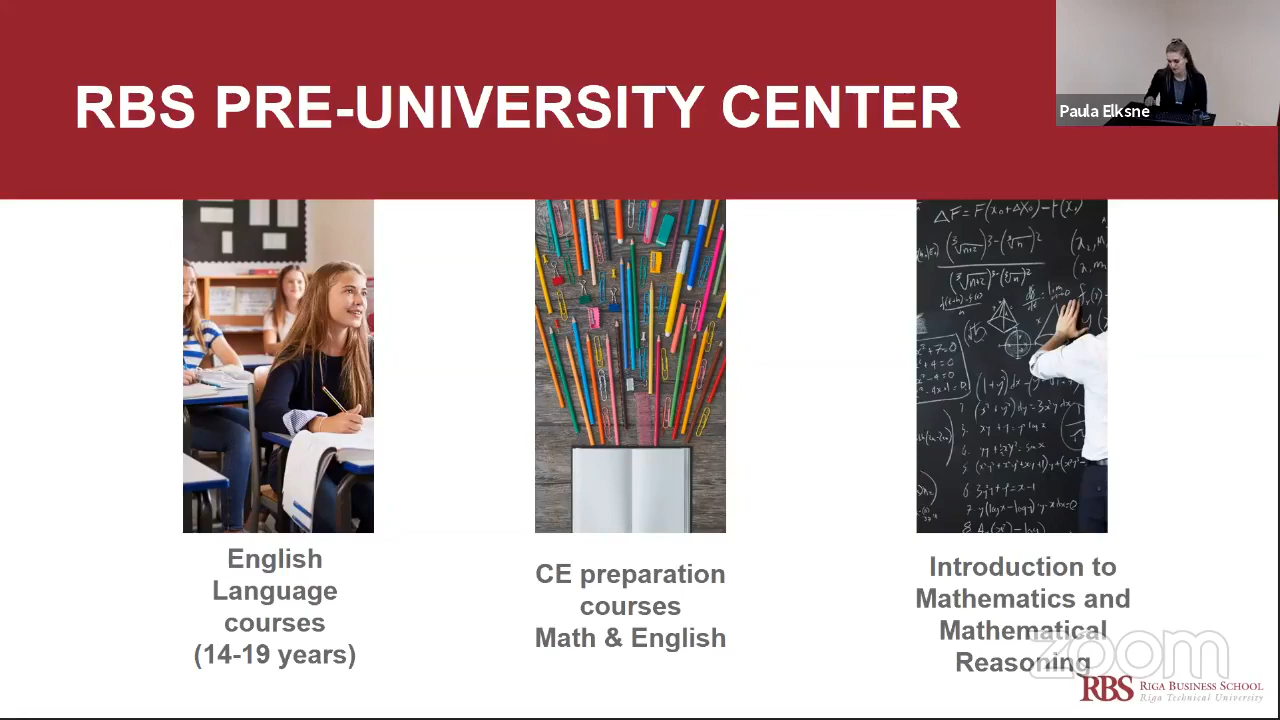 RBS PRE-UNIVERSITY CENTER
Paula Elksne
English
Language
courses
(14-19 years)
CE preparation
courses
Math & English
Introduction to
Mathematics and
Mathematical
Reasoning
zoom
RBS RIGA BUSINESS SCHOOL
Riga Technical University